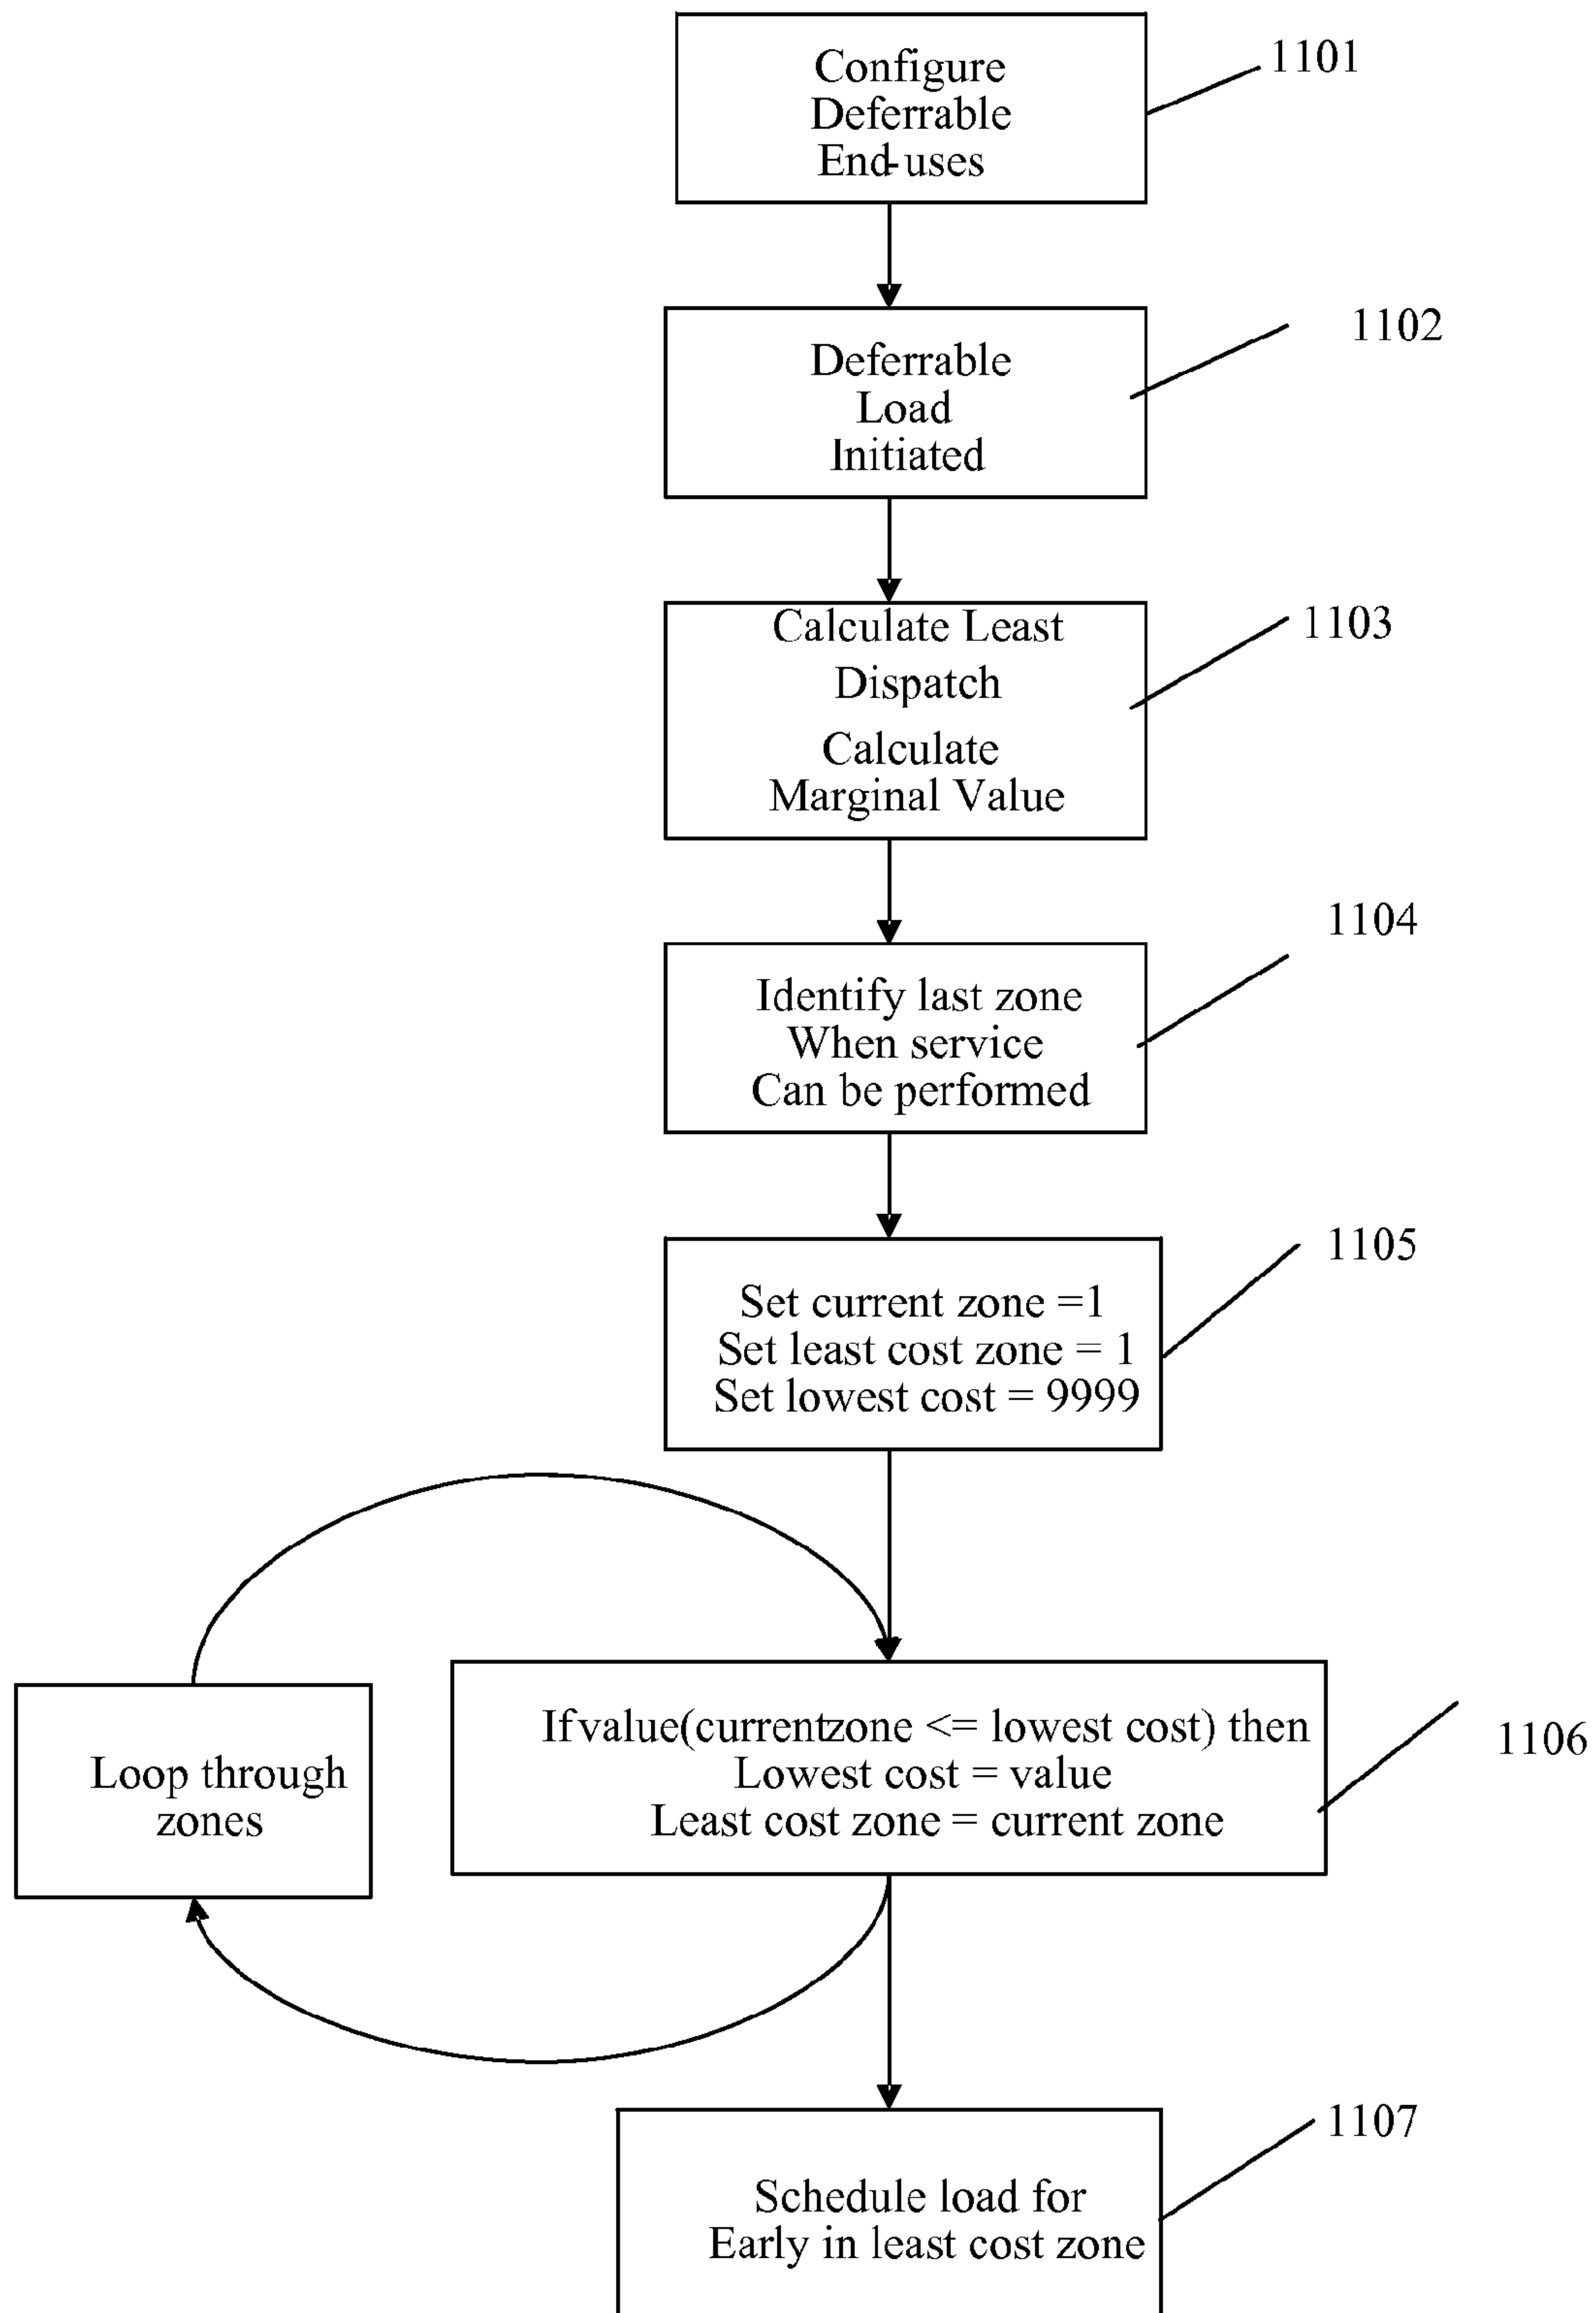 Configure
Deferrable
End-uses
1101
Deferrable
Load
Initiated
1102
Calculate Least
Dispatch
Calculate
Marginal Value
1103
Identify last zone
When service
Can be performed
1104
Set current zone =1
Set least cost zone = 1
Set lowest cost = 9999
1105
Loop through
zones
If value(currentzone <= lowest cost) then
Lowest cost = value
Least cost zone = current zone
1106
Schedule load for
Early in least cost zone
1107